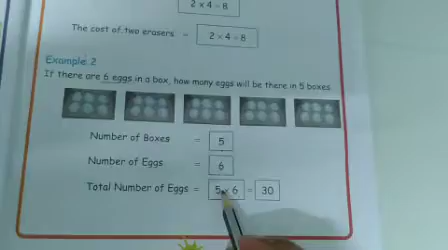 2 × 4 = 8
The cost of two erasers = 2 × 4 = 8
Example 2
If there are 6 eggs in a box, how many eggs will be there in 5 boxes.
Number of Boxes = 5
Number of Eggs = 6
Total Number of Eggs = 5 × 6 = 30